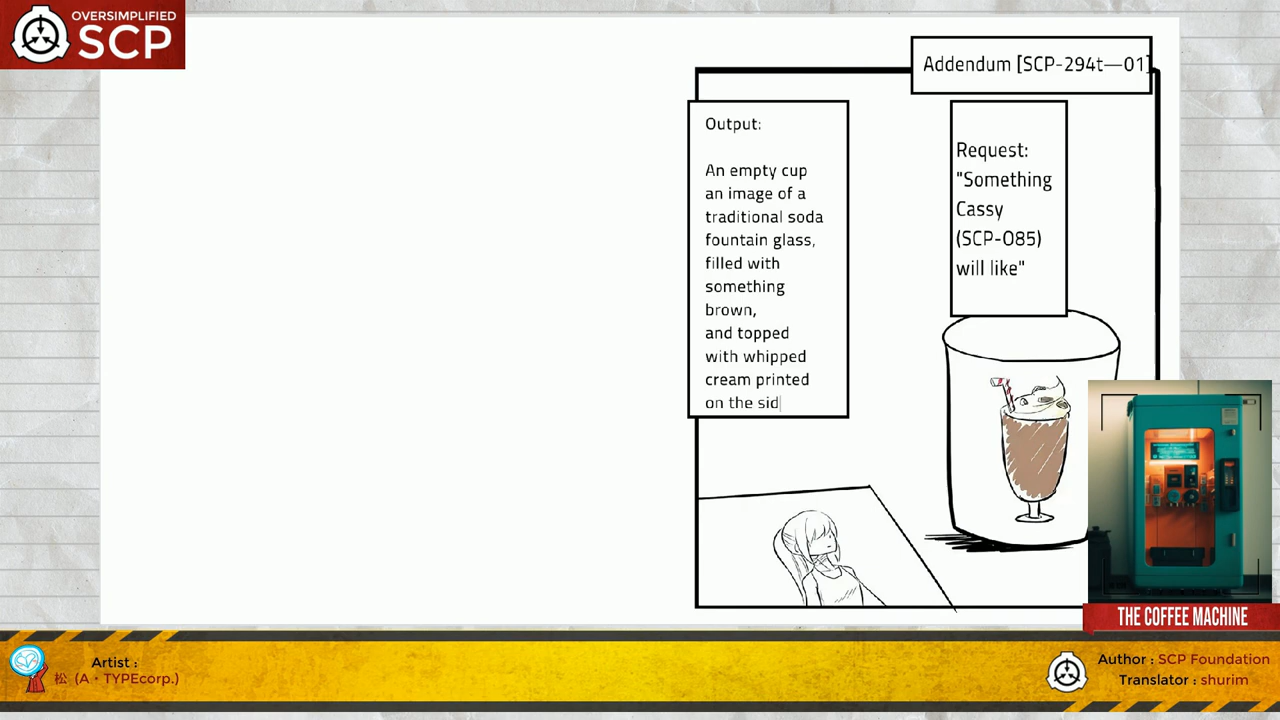 OVERSIMPLIFIED
SCP
Addendum [SCP-294t—01]
Output:
An empty cup
an image of a
traditional soda
fountain glass,
filled with
something
brown,
and topped
with whipped
cream printed
on the sid
Request:
"Something
Cassy
(SCP-085)
will like"
THE COFFEE MACHINE
Artist :
松 (A・TYPEcorp.)
Author : SCP Foundation
Translator : shurim